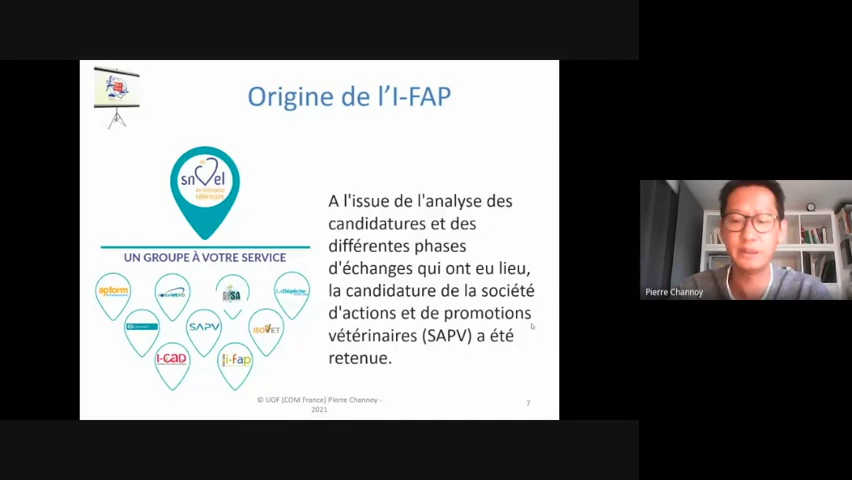 Origine de l'I-FAP
snvel
vétérinaire
UN GROUPE À VOTRE SERVICE
apform
LaDépêche
SAPV
ISOVET
I-CAD
i-fap
A l'issue de l'analyse des
candidatures et des
différentes phases
d'échanges qui ont eu lieu,
la candidature de la société
d'actions et de promotions
vétérinaires (SAPV) a été
retenue.
© UOF (COM France) Pierre Channoy -
2021
7
Pierre Channoy